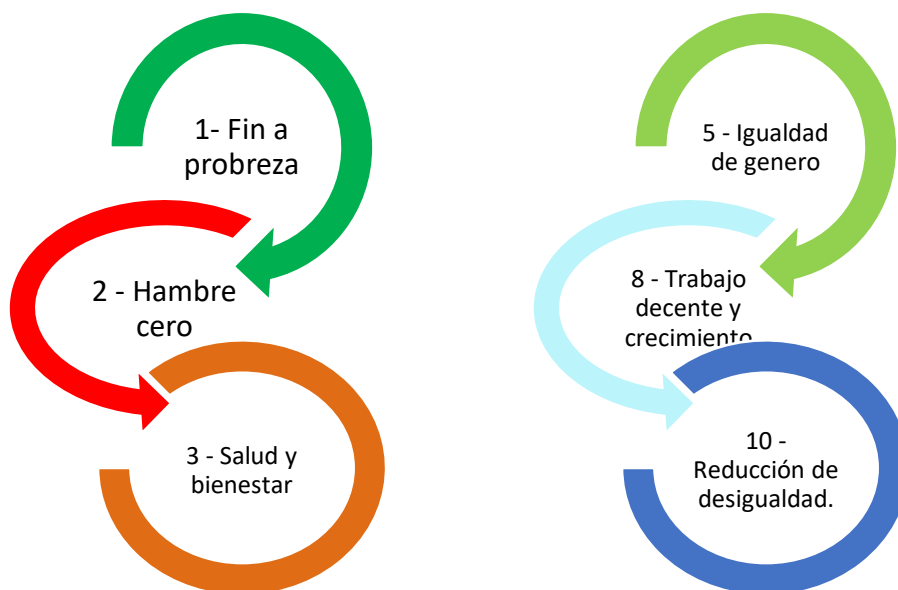 1- Fin a
probreza
2 - Hambre
cero
3 - Salud y
bienestar
5 - Igualdad
de genero
8 - Trabajo
decente y
crecimiento
10 -
Reducción de
desigualdad.